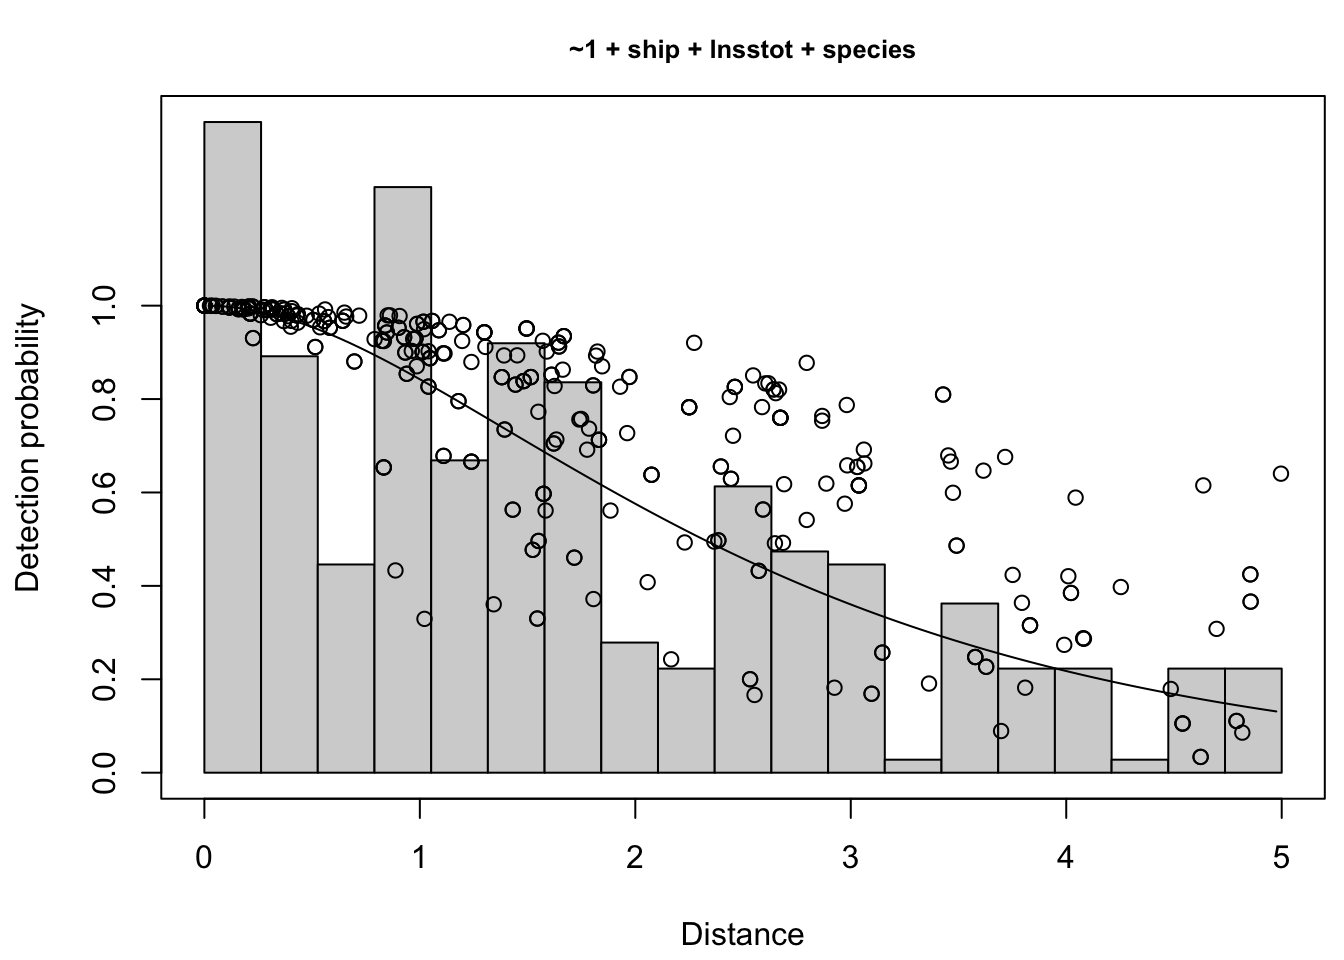 ~1 + ship + lnsstot + species
Detection probability
1.0
0.8
0.6
0.4
0.2
0.0
0 1 2 3 4 5
Distance